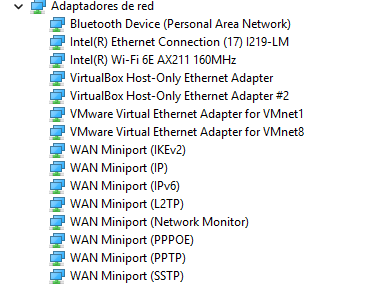 Adaptadores de red
Bluetooth Device (Personal Area Network)
Intel(R) Ethernet Connection (17) I219-LM
Intel(R) Wi-Fi 6E AX211 160MHz
VirtualBox Host-Only Ethernet Adapter
VirtualBox Host-Only Ethernet Adapter #2
VMware Virtual Ethernet Adapter for VMnet1
VMware Virtual Ethernet Adapter for VMnet8
WAN Miniport (IKEv2)
WAN Miniport (IP)
WAN Miniport (IPv6)
WAN Miniport (L2TP)
WAN Miniport (Network Monitor)
WAN Miniport (PPPOE)
WAN Miniport (PPTP)
WAN Miniport (SSTP)